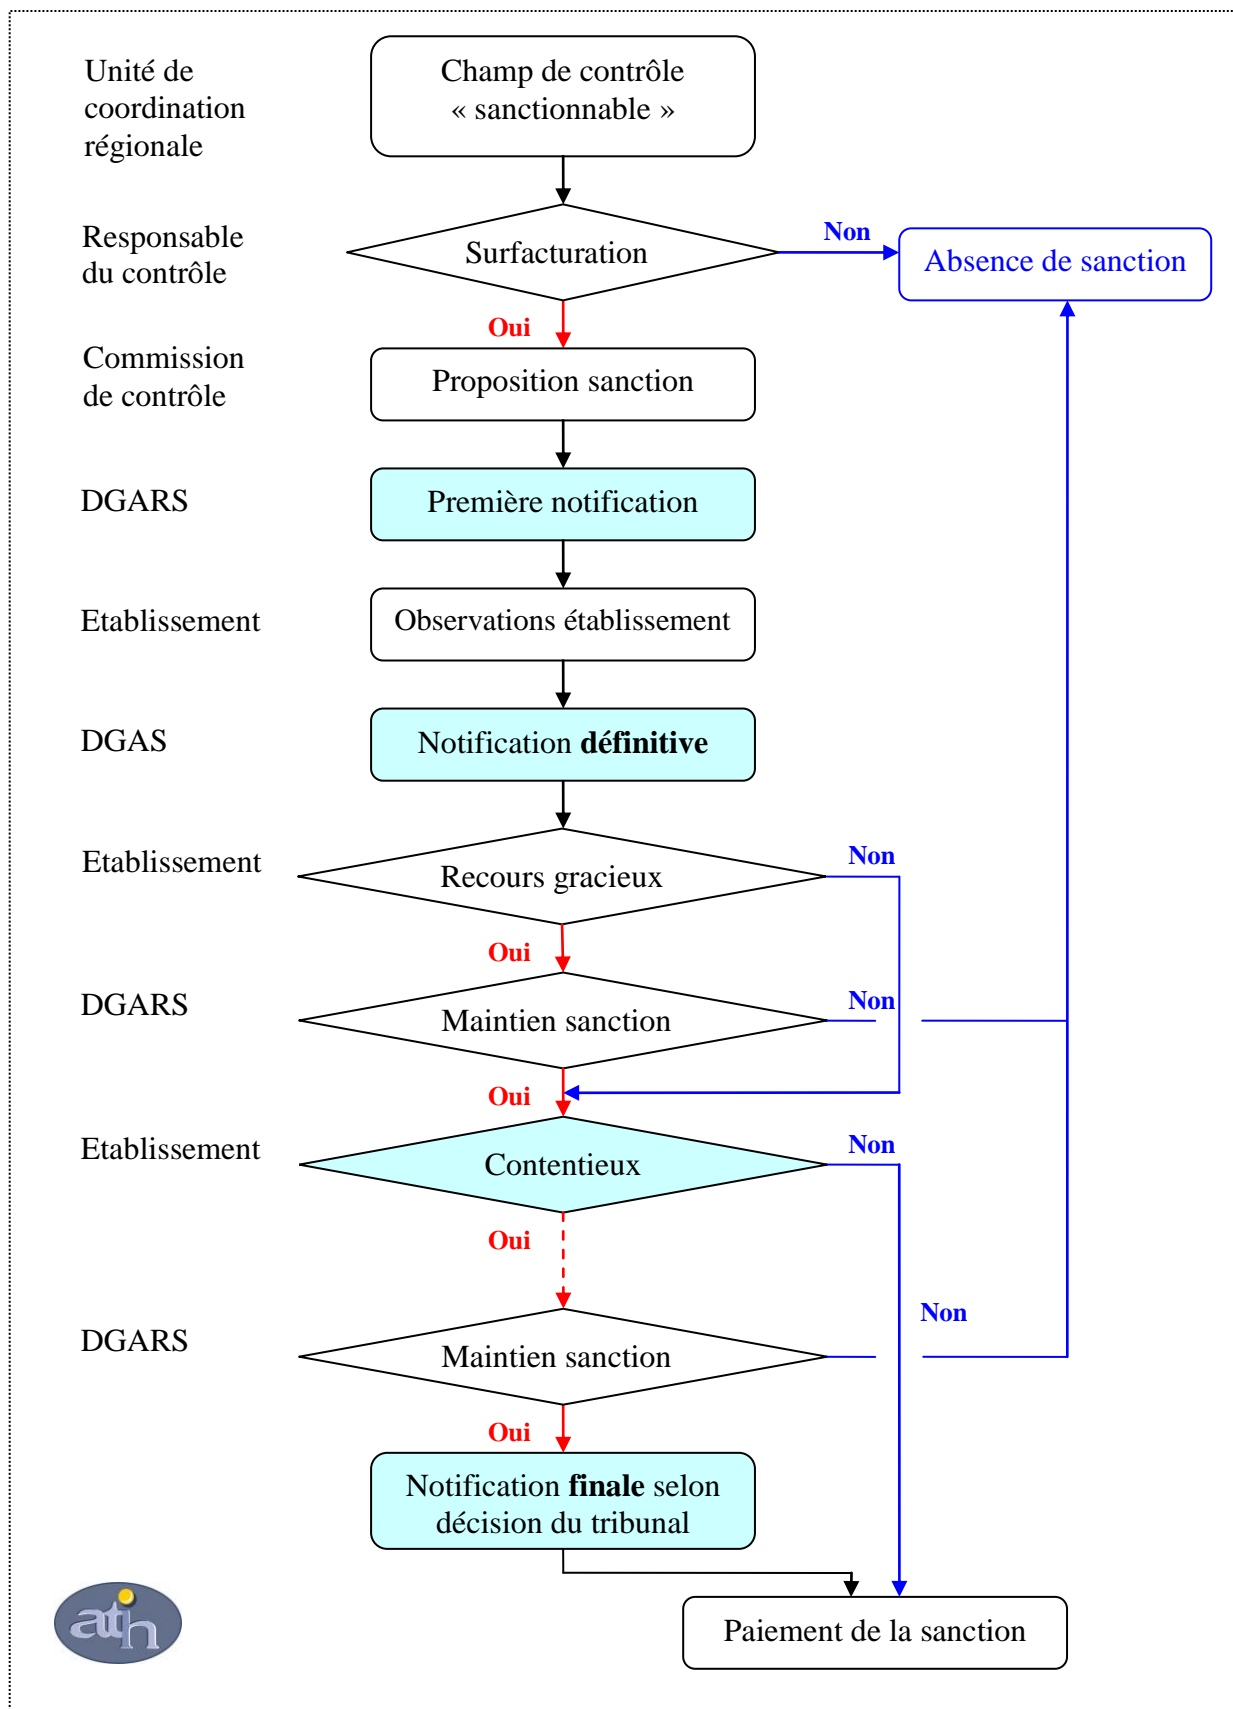 Unité de
coordination
régionale
Champ de contrôle
« sanctionnable »
Responsable
du contrôle
Surfacturation
Non
Absence de sanction
Oui
Commission
de contrôle
Proposition sanction
DGARS
Première notification
Etablissement
Observations établissement
DGAS
Notification définitive
Etablissement
Recours gracieux
Non
Oui
DGARS
Maintien sanction
Non
Oui
Etablissement
Contentieux
Non
Oui
Non
DGARS
Maintien sanction
Oui
Notification finale selon
décision du tribunal
atih
Paiement de la sanction